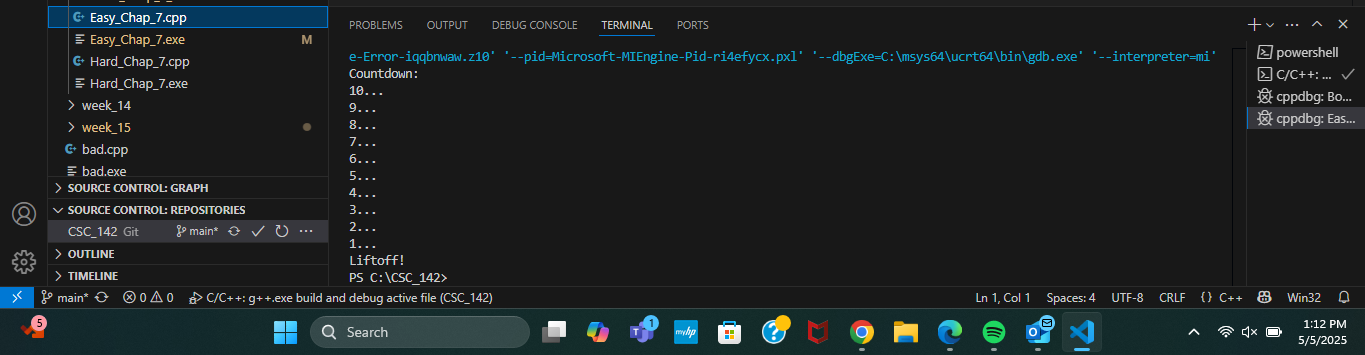 Easy_Chap_7.cpp
Easy_Chap_7.exe M
Hard_Chap_7.cpp
Hard_Chap_7.exe
week_14
week_15
bad.cpp
bad.exe
SOURCE CONTROL: GRAPH
SOURCE CONTROL: REPOSITORIES
CSC_142 Git main*
OUTLINE
TIMELINE
PROBLEMS OUTPUT DEBUG CONSOLE TERMINAL PORTS
e-Error-iqqbnwaw.z10' '--pid=Microsoft-MIEngine-Pid-ri4efycx.pxl' '--dbgExe=C:\msys64\ucrt64\bin\gdb.exe' '--interpreter=mi'
Countdown:
10...
9...
8...
7...
6...
5...
4...
3...
2...
1...
Liftoff!
PS C:\CSC_142>
powershell
C/C++: ...
cppdbg: Bo...
cppdbg: Eas...
main* 0 0 C/C++: g++.exe build and debug active file (CSC_142) Ln 1, Col 1 Spaces: 4 UTF-8 CRLF {} C++ Win32
5 Search 1 myhp ? 1:12 PM
5/5/2025